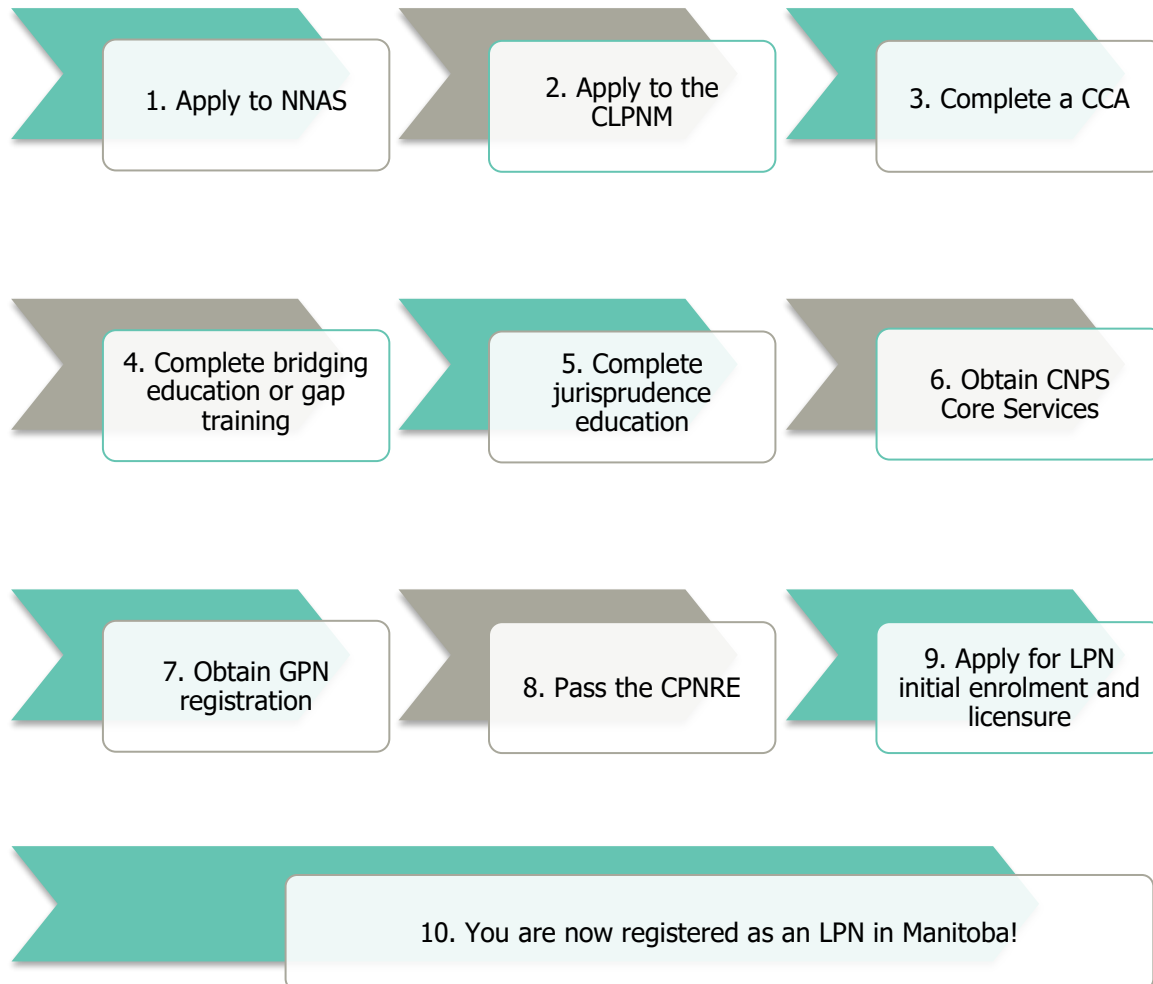 1. Apply to NNAS
2. Apply to the
CLPNM
3. Complete a CCA
4. Complete bridging
education or gap
training
5. Complete
jurisprudence
education
6. Obtain CNPS
Core Services
7. Obtain GPN
registration
8. Pass the CPNRE
9. Apply for LPN
initial enrolment and
licensure
10. You are now registered as an LPN in Manitoba!